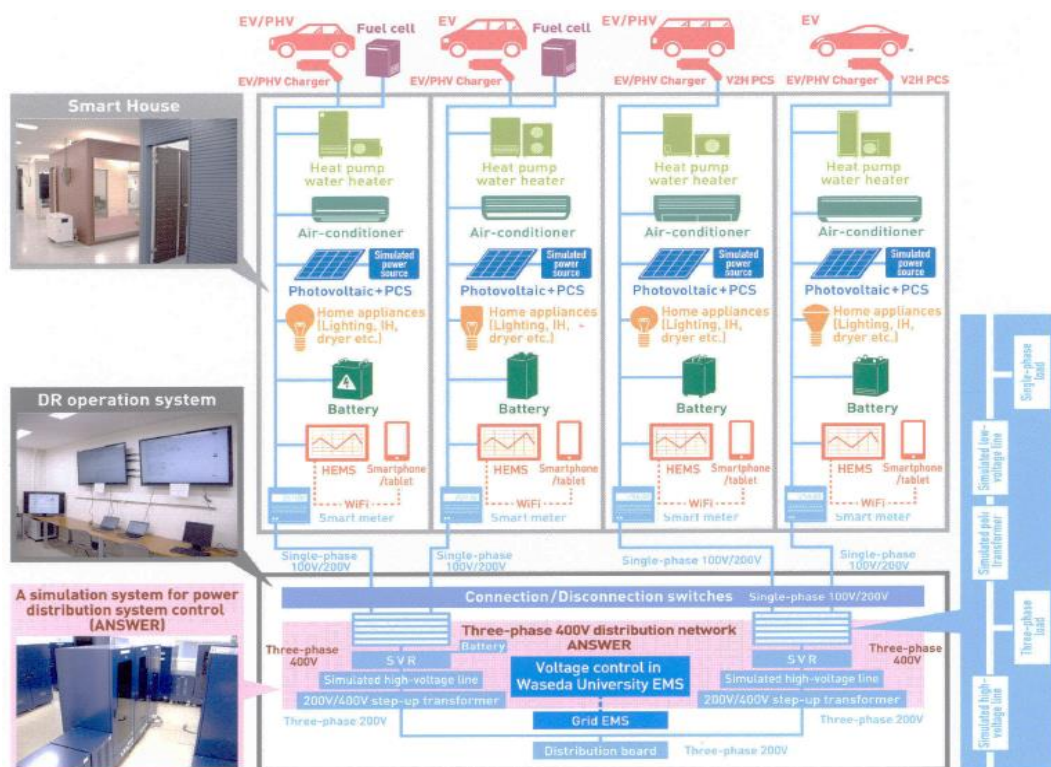 EV/PHV
Fuel cell
EV
Fuel cell
EV/PHV
EV
EV/PHV Charger
EV/PHV Charger
EV/PHV Charger
V2H PCS
EV/PHV Charger
V2H PCS
Smart House
Heat pump
water heater
Heat pump
water heater
Heat pump
water heater
Heat pump
water heater
Air-conditioner
Air-conditioner
Air-conditioner
Air-conditioner
Simulated
power
source
Simulated
power
source
Simulated
power
source
Simulated
power
source
Photovoltaic+PCS
Photovoltaic+PCS
Photovoltaic+PCS
Photovoltaic+PCS
Home appliances
(Lighting, IH,
dryer etc.)
Home appliances
(Lighting, IH,
dryer etc.)
Home appliances
(Lighting, IH,
dryer etc.)
Home appliances
(Lighting, IH,
dryer etc.)
Battery
Battery
Battery
Battery
HEMS
Smartphone
/tablet
HEMS
Smartphone
/tablet
HEMS
Smartphone
/tablet
HEMS
Smartphone
/tablet
WiFi
WiFi
WiFi
WiFi
Smart meter
Smart meter
Smart meter
Smart meter
DR operation system
Single-phase
100V/200V
Single-phase
100V/200V
Single-phase
100V/200V
Single-phase
100V/200V
A simulation system for power
distribution system control
(ANSWER)
Connection/Disconnection switches
Single-phase 100V/200V
Three-phase 400V distribution network
ANSWER
Three-phase
400V
Battery
SVR
SVR
Three-phase
400V
Voltage control in
Waseda University EMS
Simulated high-voltage line
Simulated high-voltage line
200V/400V step-up transformer
200V/400V step-up transformer
Three-phase 200V
Grid EMS
Three-phase 200V
Distribution board
Three-phase 200V
Single-phase
load
Simulated low-
voltage line
Simulated pole
transformer
Three-phase
load
Simulated high-
voltage line